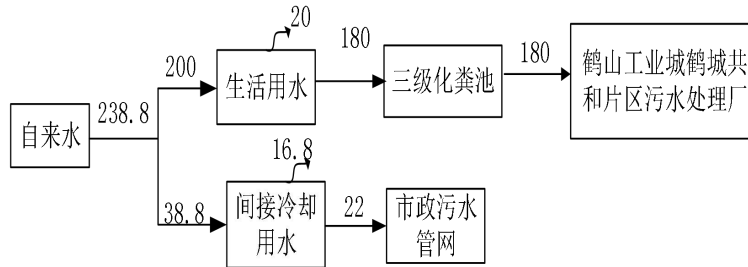 20
200
生活用水
180
三级化粪池
180
鹤山工业城鹤城共
和片区污水处理厂
自来水
238.8
16.8
38.8
间接冷却
用水
22
市政污水
管网